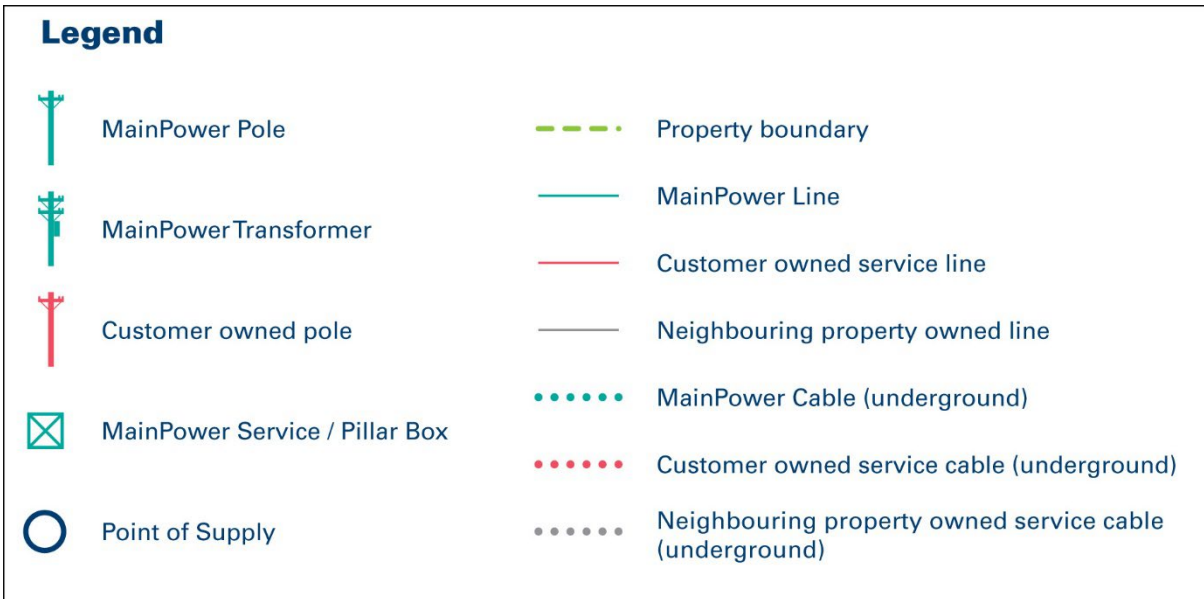 Legend
MainPower Pole
MainPower Transformer
Customer owned pole
MainPower Service / Pillar Box
Point of Supply
Property boundary
MainPower Line
Customer owned service line
Neighbouring property owned line
MainPower Cable (underground)
Customer owned service cable (underground)
Neighbouring property owned service cable
(underground)